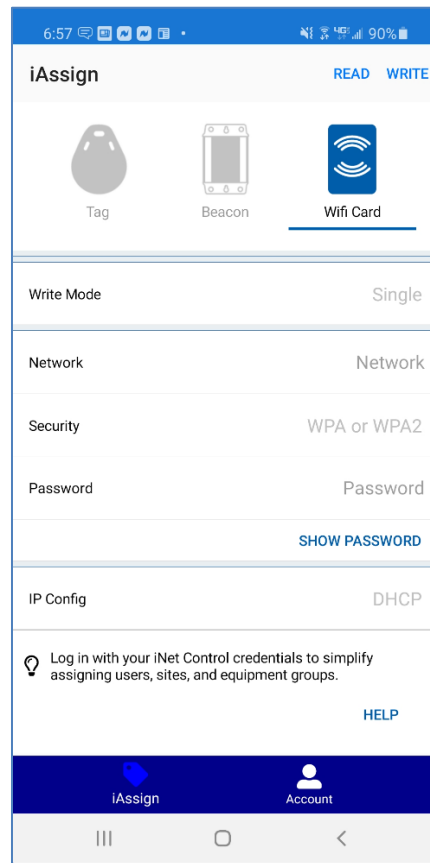 6:57 90%
iAssign READ WRITE
Tag Beacon Wifi Card
Write Mode Single
Network Network
Security WPA or WPA2
Password Password
SHOW PASSWORD
IP Config DHCP
Log in with your iNet Control credentials to simplify
assigning users, sites, and equipment groups.
HELP
iAssign Account